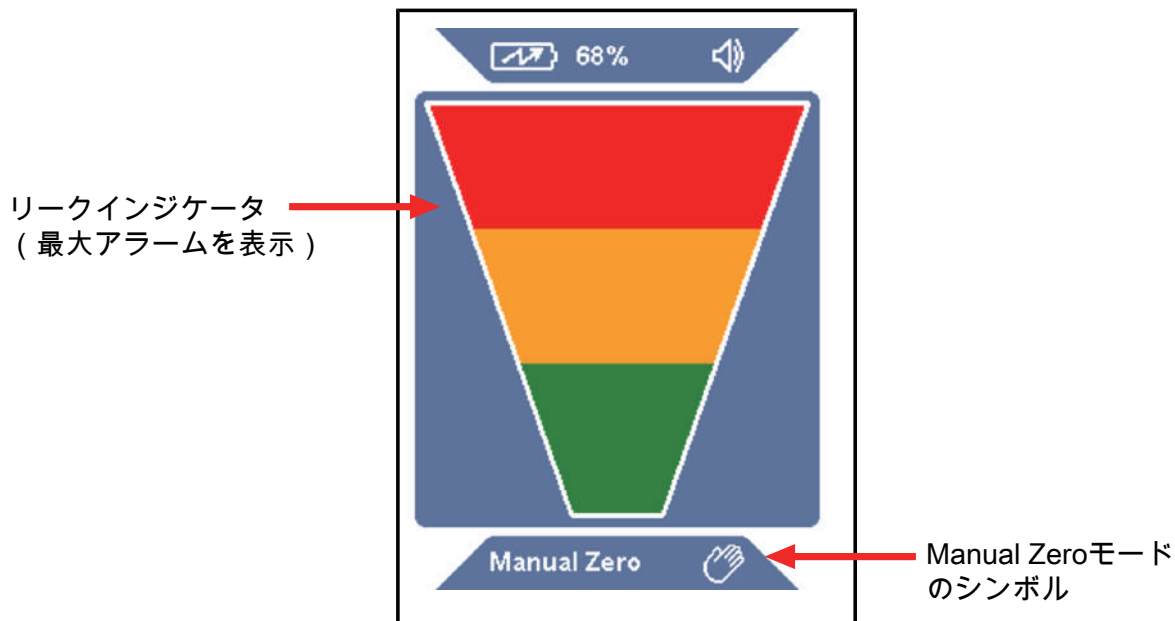 68%
リークインジケータ
（最大アラームを表示）
Manual Zero
Manual Zeroモード
のシンボル